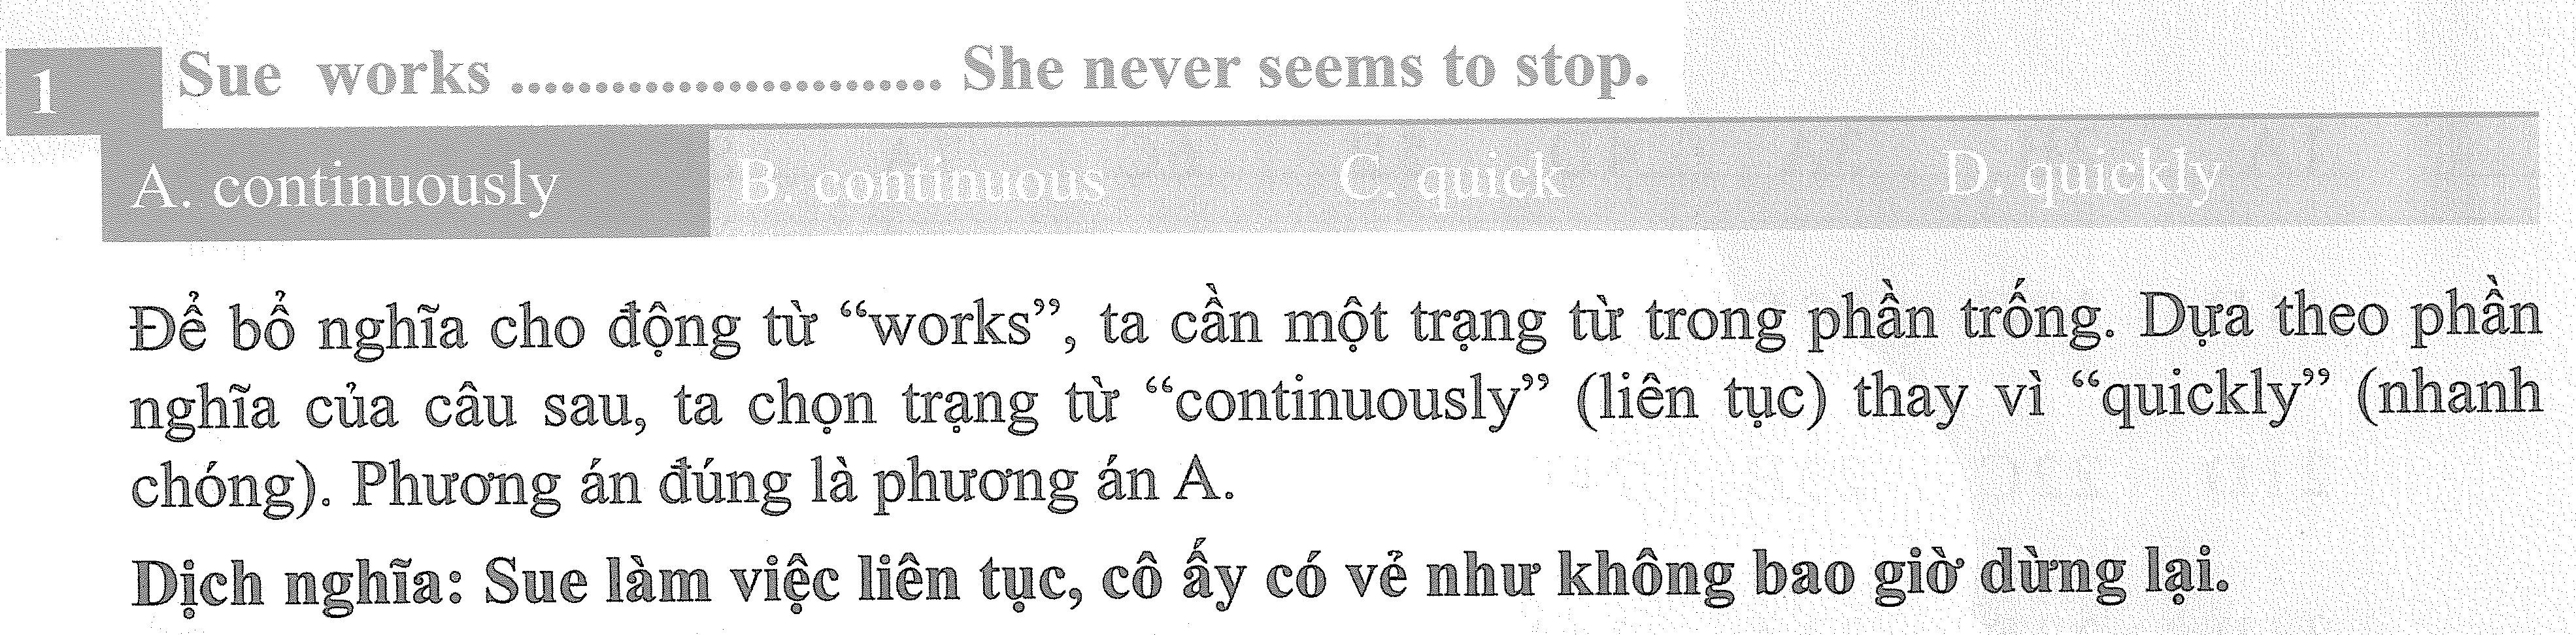 1 Sue works ......................... She never seems to stop.
A. continuously B. continuous C. quick D. quickly
Để bổ nghĩa cho động từ “works”, ta cần một trạng từ trong phần trống. Dựa theo phần
nghĩa của câu sau, ta chọn trạng từ “continuously” (liên tục) thay vì “quickly” (nhanh
chóng). Phương án đúng là phương án A.
Dịch nghĩa: Sue làm việc liên tục, cô ấy có vẻ như không bao giờ dừng lại.